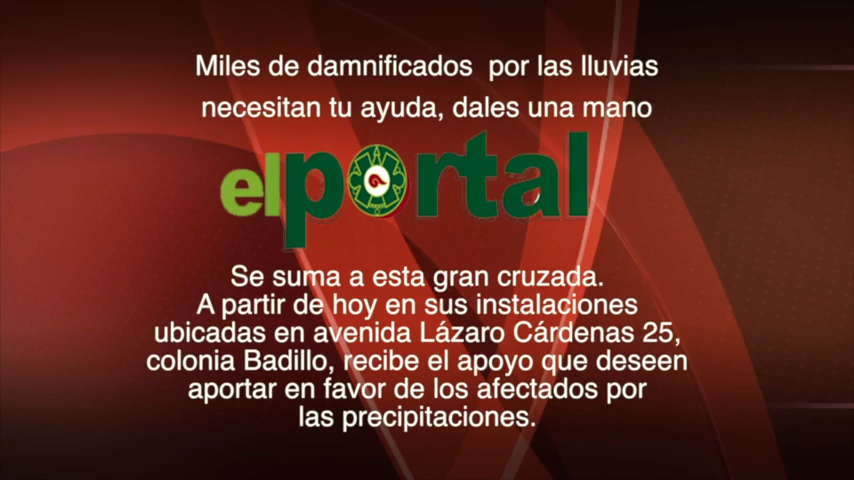 Miles de damnificados por las lluvias
necesitan tu ayuda, dales una mano
elportal
Se suma a esta gran cruzada.
A partir de hoy en sus instalaciones
ubicadas en avenida Lázaro Cárdenas 25,
colonia Badillo, recibe el apoyo que deseen
aportar en favor de los afectados por
las precipitaciones.